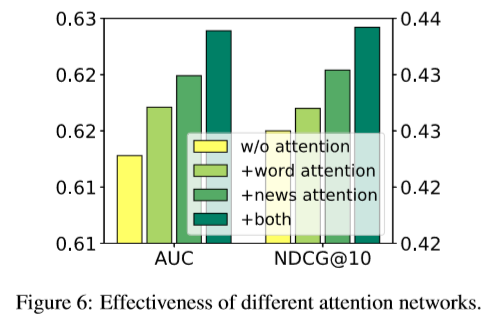 0.63
0.62
0.62
0.61
0.61
0.44
0.43
0.43
0.42
0.42
w/o attention
+word attention
+news attention
+both
AUC
NDCG@10
Figure 6: Effectiveness of different attention networks.